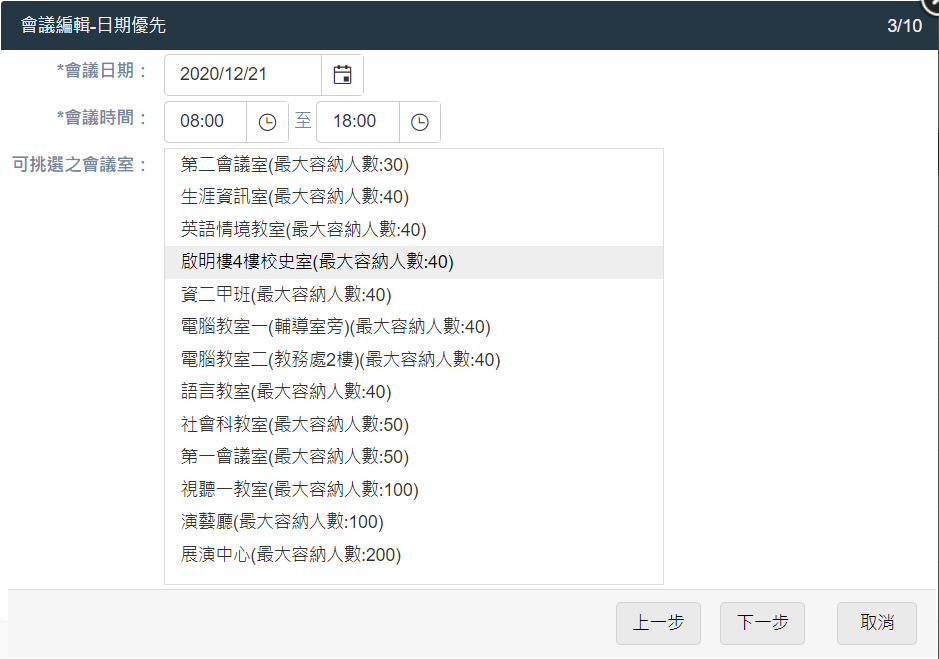 會議編輯-日期優先 3/10
*會議日期： 2020/12/21
*會議時間： 08:00 至 18:00
可挑選之會議室： 第二會議室(最大容納人數:30)
生涯資訊室(最大容納人數:40)
英語情境教室(最大容納人數:40)
啟明樓4樓校史室(最大容納人數:40)
資二甲班(最大容納人數:40)
電腦教室一(輔導室旁)(最大容納人數:40)
電腦教室二(教務處2樓)(最大容納人數:40)
語言教室(最大容納人數:40)
社會科教室(最大容納人數:50)
第一會議室(最大容納人數:50)
視聽一教室(最大容納人數:100)
演藝廳(最大容納人數:100)
展演中心(最大容納人數:200)
上一步 下一步 取消